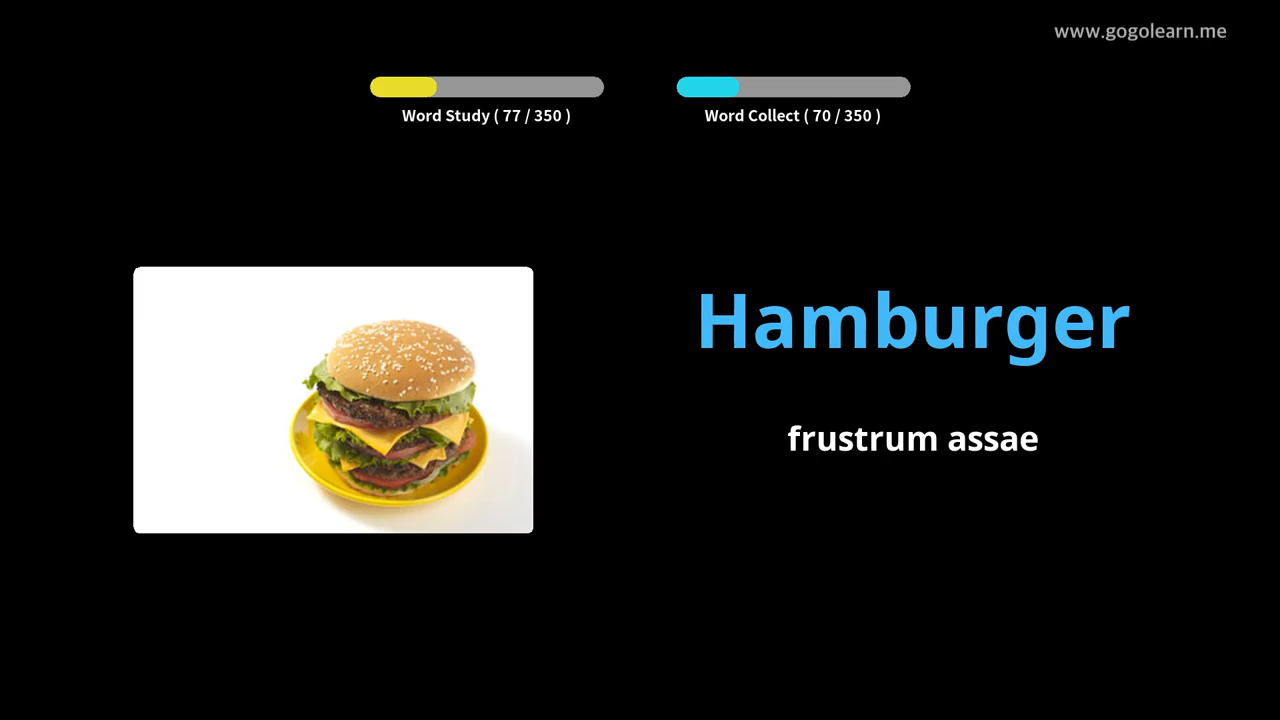 www.gogolearn.me
Word Study ( 77 / 350 )
Word Collect ( 70 / 350 )
Hamburger
frustrum assae